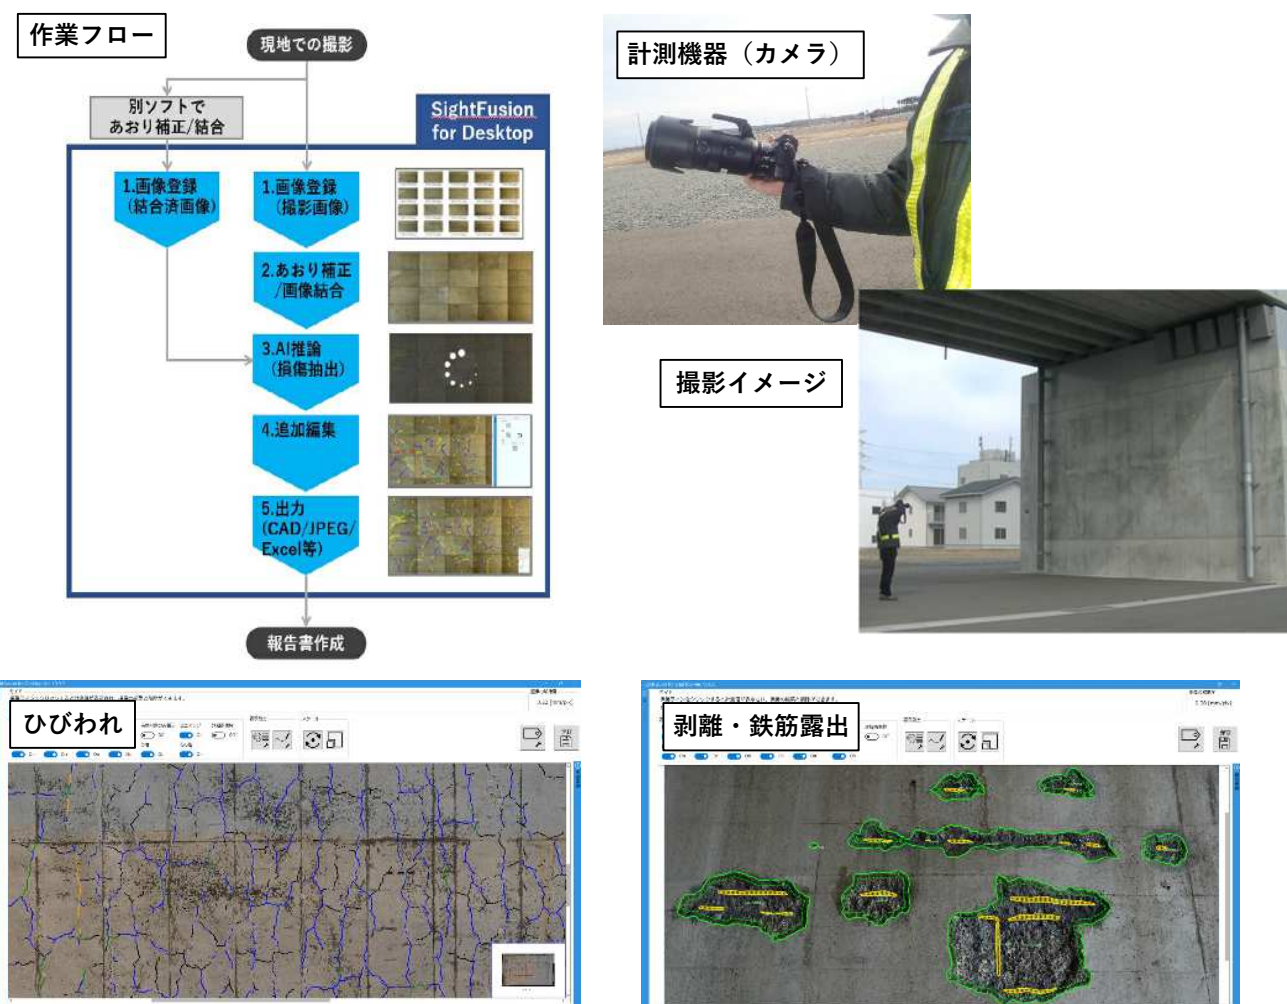 作業フロー
現地での撮影
別ソフトで
あおり補正/結合
SightFusion
for Desktop
1.画像登録
(結合済画像)
1.画像登録
(撮影画像)
2.あおり補正
/画像結合
3.AI推論
(損傷抽出)
4.追加編集
5.出力
(CAD/JPEG/
Excel等)
報告書作成
計測機器（カメラ）
撮影イメージ
ひびわれ
剥離・鉄筋露出